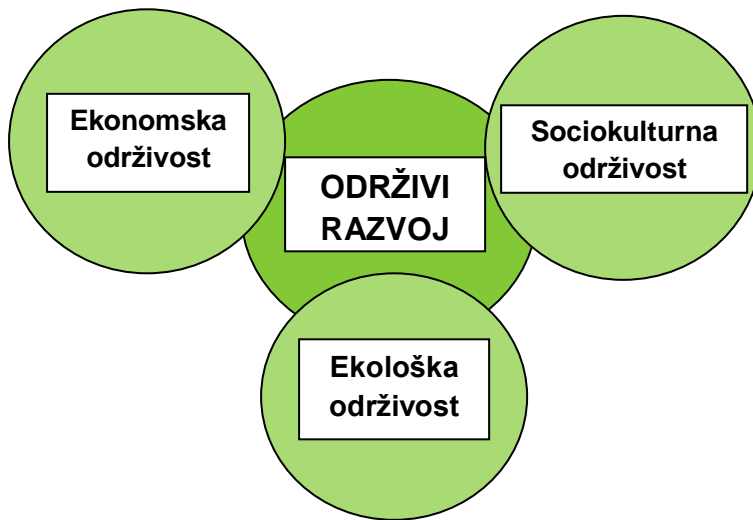 Ekonomska
održivost
Sociokulturna
održivost
ODRŽIVI
RAZVOJ
Ekološka
održivost